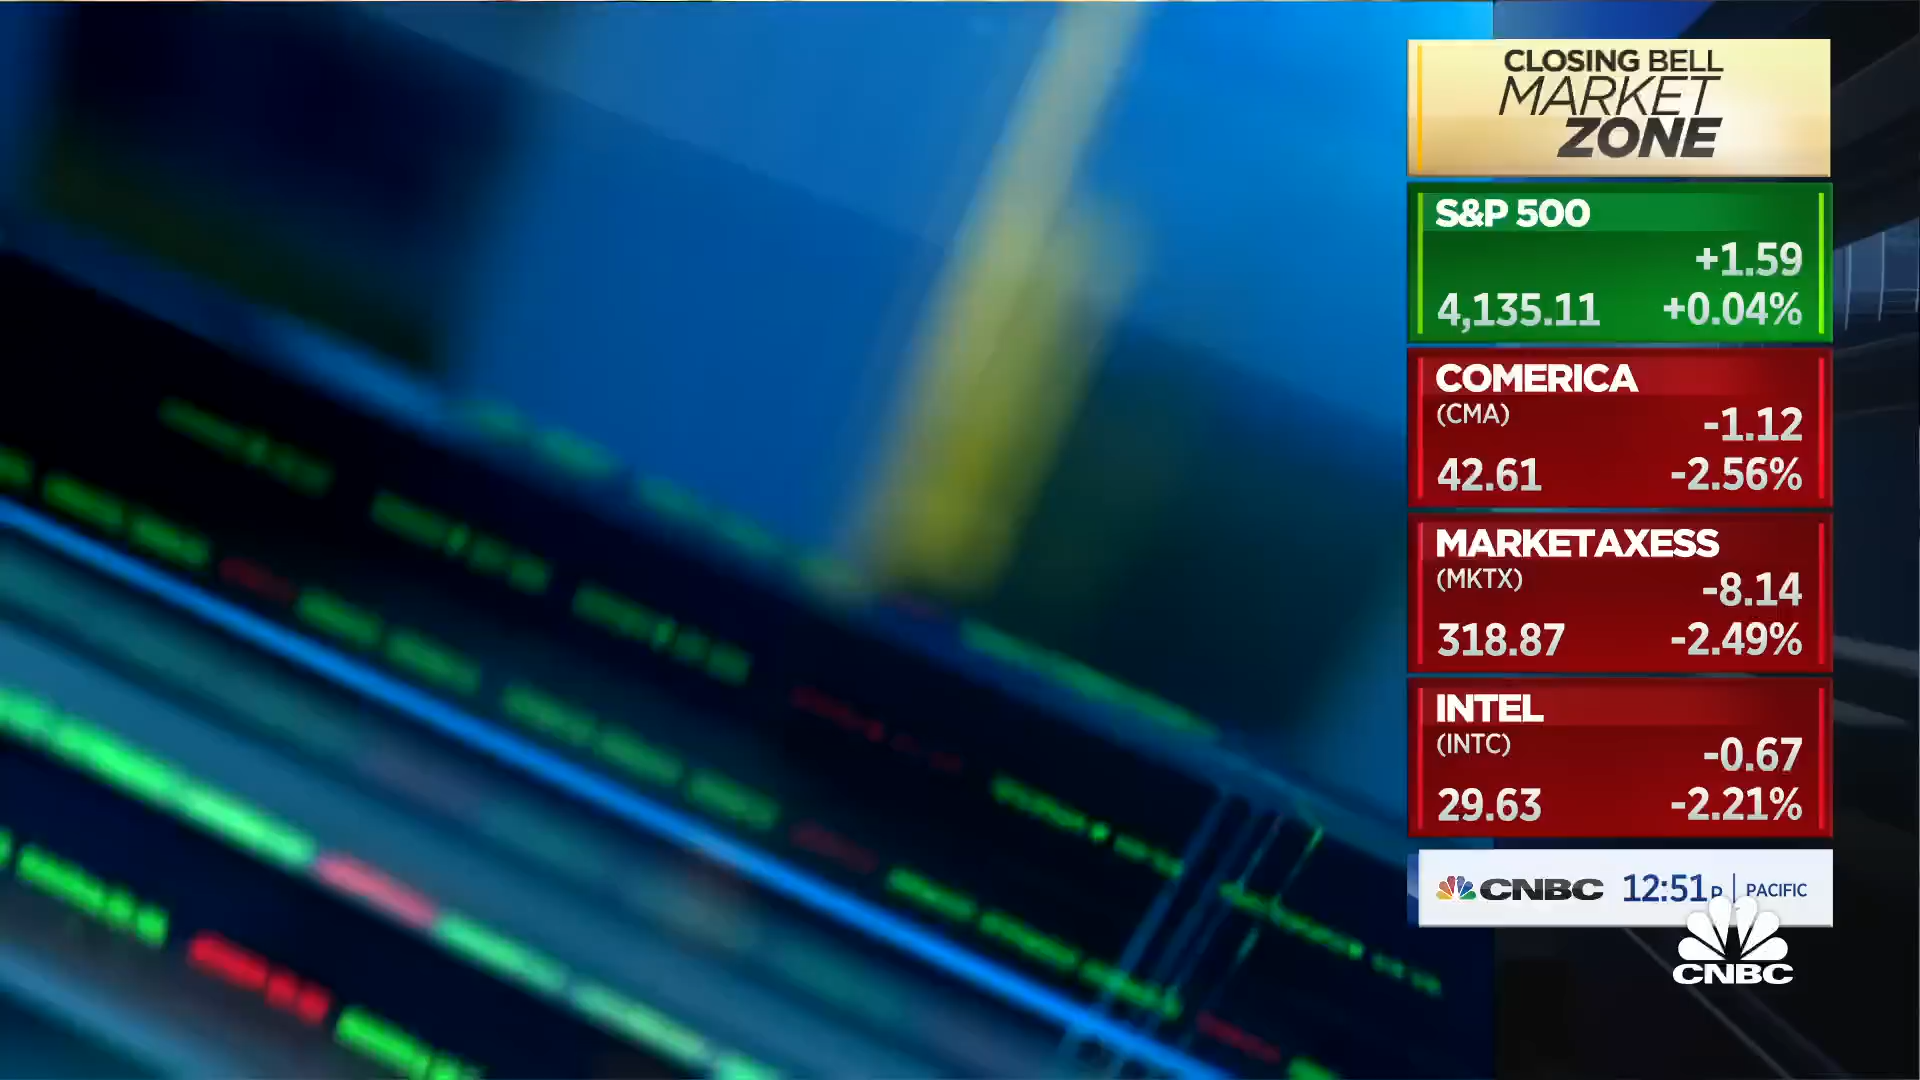 CLOSING BELL
MARKET
ZONE
S&P 500
+1.59
4,135.11 +0.04%
COMERICA
(CMA)
-1.12
42.61 -2.56%
MARKETAXESS
(MKTX)
-8.14
318.87 -2.49%
INTEL
(INTC)
-0.67
29.63 -2.21%
CNBC 12:51P PACIFIC
CNBC